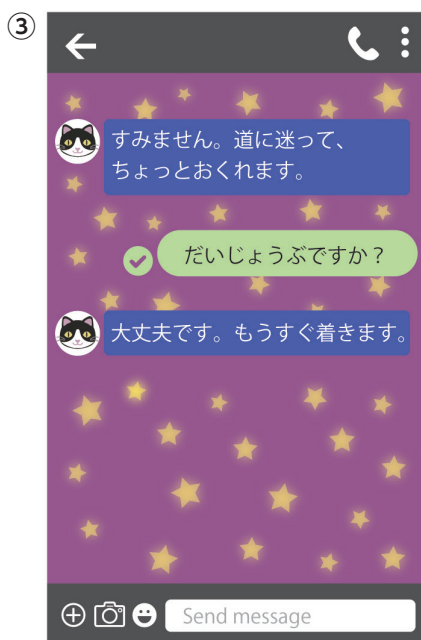 ③
すみません。道に迷って、
ちょっとおくれます。
だいじょうぶですか？
大丈夫です。もうすぐ着きます。
Send message